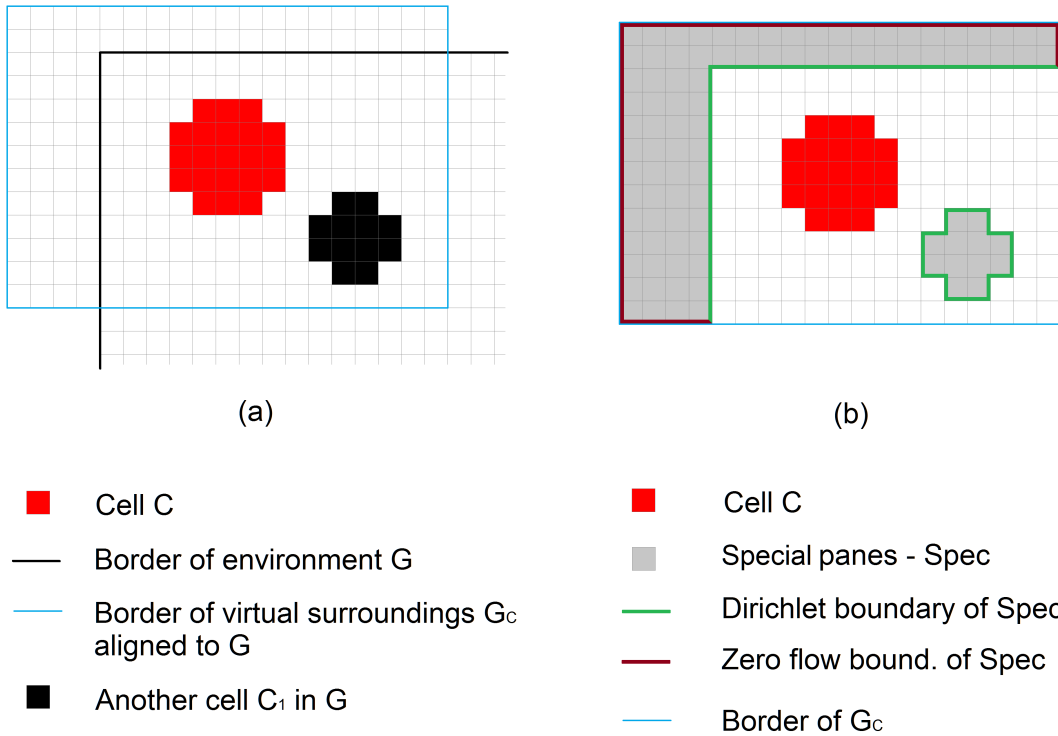 (a)
(b)
Cell C
Border of environment G
Border of virtual surroundings Gc
aligned to G
Another cell C1 in G
Cell C
Special panes - Spec
Dirichlet boundary of Spec
Zero flow bound. of Spec
Border of Gc